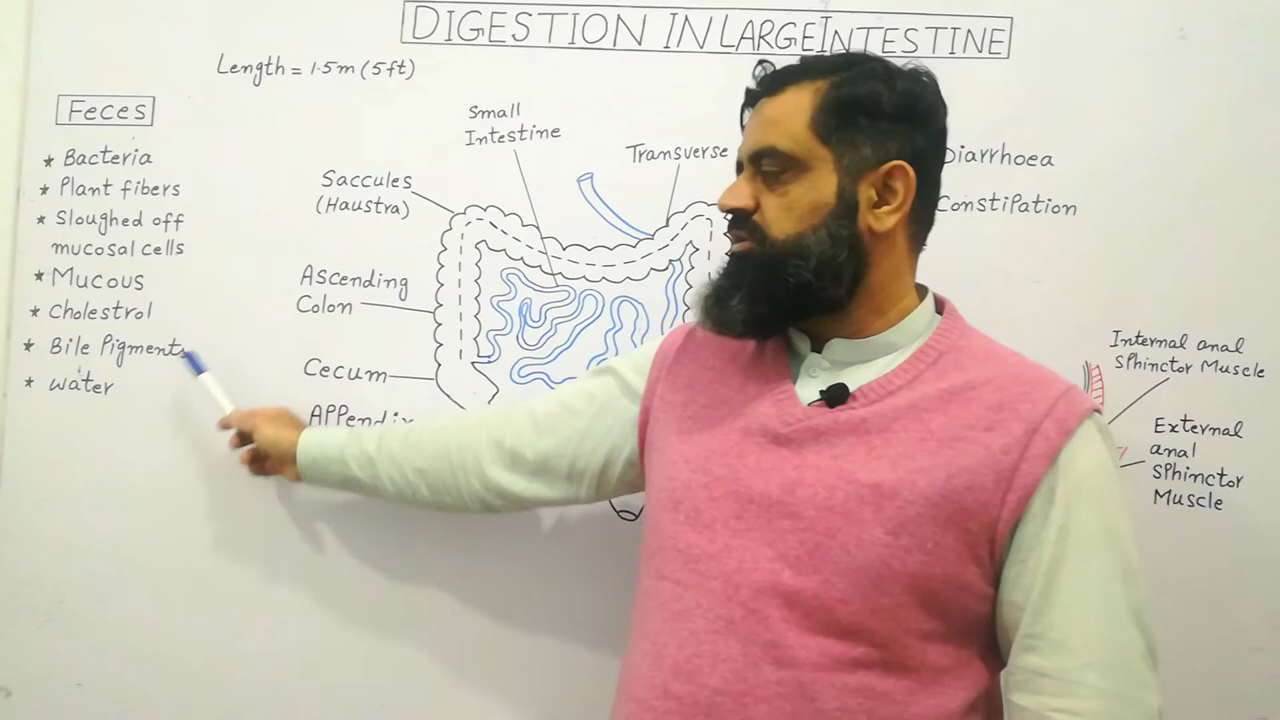 DIGESTION IN LARGE INTESTINE
Length = 1.5m (5ft)
Feces
* Bacteria
* Plant fibers
* Sloughed off
mucosal cells
* Mucous
* Cholestrol
* Bile Pigments
* water
Small
Intestine
Transverse
Saccules
(Haustra)
Ascending
Colon
Cecum
Appendix
Diarrhoea
Constipation
Internal anal
Sphinctor Muscle
External
anal
Sphinctor
Muscle